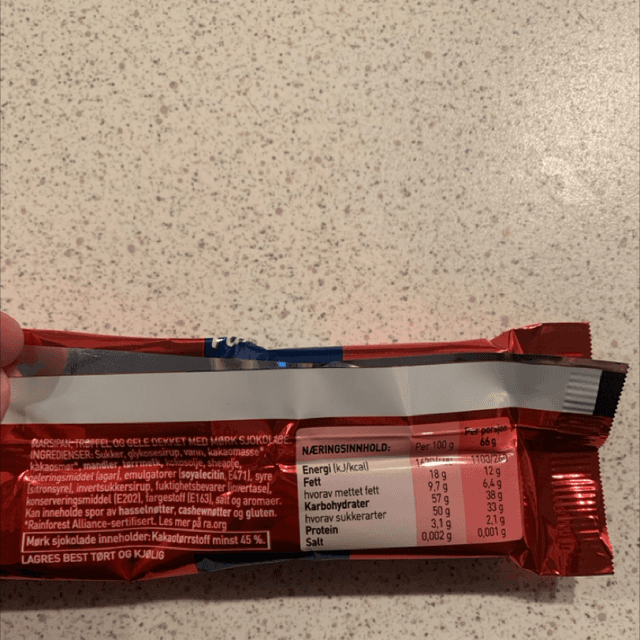 MARSIPAN-TRØFFEL OG GELE DEKKET MED MØRK SJOKOLADE
INGREDIENSER: Sukker, glykosesirup, vann, kakaomasse*
kakaosmør*, mandler,
geleringsmiddel (agar), emulgatorer (soyalecitin, E471), syre
(sitronsyre), invertsukkersirup, fuktighetsbevarer
konserveringsmiddel (E202), fargestoff (E163), salt og aromaer.
Kan inneholde spor av hasselnøtter, cashewnøtter og gluten.
*Rainforest Alliance-sertifisert. Les mer på ra.org
Mørk sjokolade inneholder: Kakaotørrstoff minst 45 %.
LAGRES BEST TØRT OG KJØLIG
NÆRINGSINNHOLD: Per 100 g Per porsjon 66 g
Energi (kJ/kcal)
Fett 18 g 12 g
hvorav mettet fett 9,7 g 6,4 g
Karbohydrater 57 g 38 g
hvorav sukkerarter 50 g 33 g
Protein 3,1 g 2,1 g
Salt 0,002 g 0,001 g